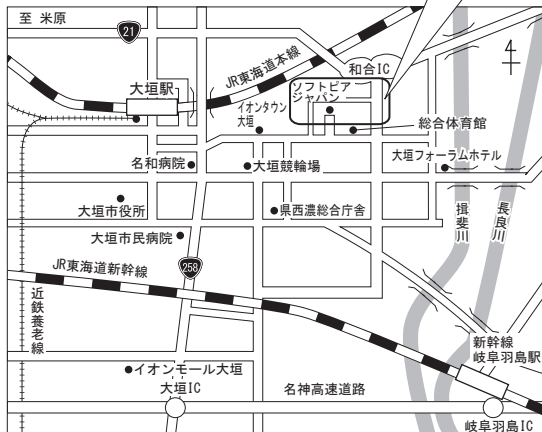 至 米原
21
JR東海道本線
和合IC
大垣駅
ソフトピア
ジャパン
イオンタウン
大垣
総合体育館
名和病院
大垣競輪場
大垣フォーラムホテル
大垣市役所
県西濃総合庁舎
揖斐川
長良川
大垣市民病院
258
JR東海道新幹線
近鉄養老線
新幹線
岐阜羽島駅
イオンモール大垣
大垣IC
名神高速道路
岐阜羽島IC